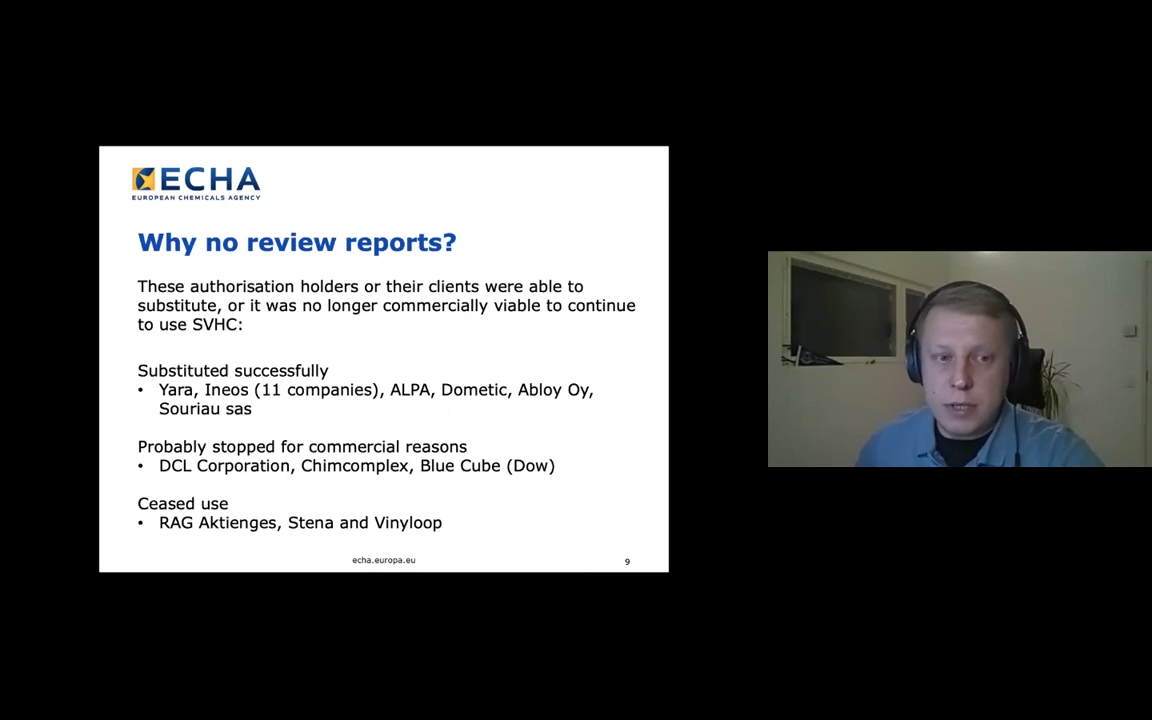 ECHA
EUROPEAN CHEMICALS AGENCY
Why no review reports?
These authorisation holders or their clients were able to
substitute, or it was no longer commercially viable to continue
to use SVHC:
Substituted successfully
• Yara, Ineos (11 companies), ALPA, Dometic, Abloy Oy,
Souriau sas
Probably stopped for commercial reasons
• DCL Corporation, Chimcomplex, Blue Cube (Dow)
Ceased use
• RAG Aktienges, Stena and Vinyloop
echa.europa.eu
9